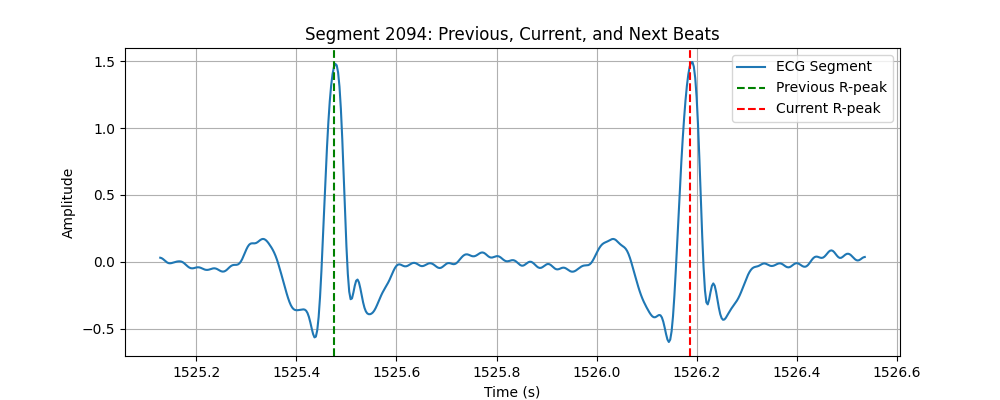 Segment 2094: Previous, Current, and Next Beats
ECG Segment
Previous R-peak
Current R-peak
Amplitude
1.5
1.0
0.5
0.0
−0.5
1525.2 1525.4 1525.6 1525.8 1526.0 1526.2 1526.4 1526.6
Time (s)